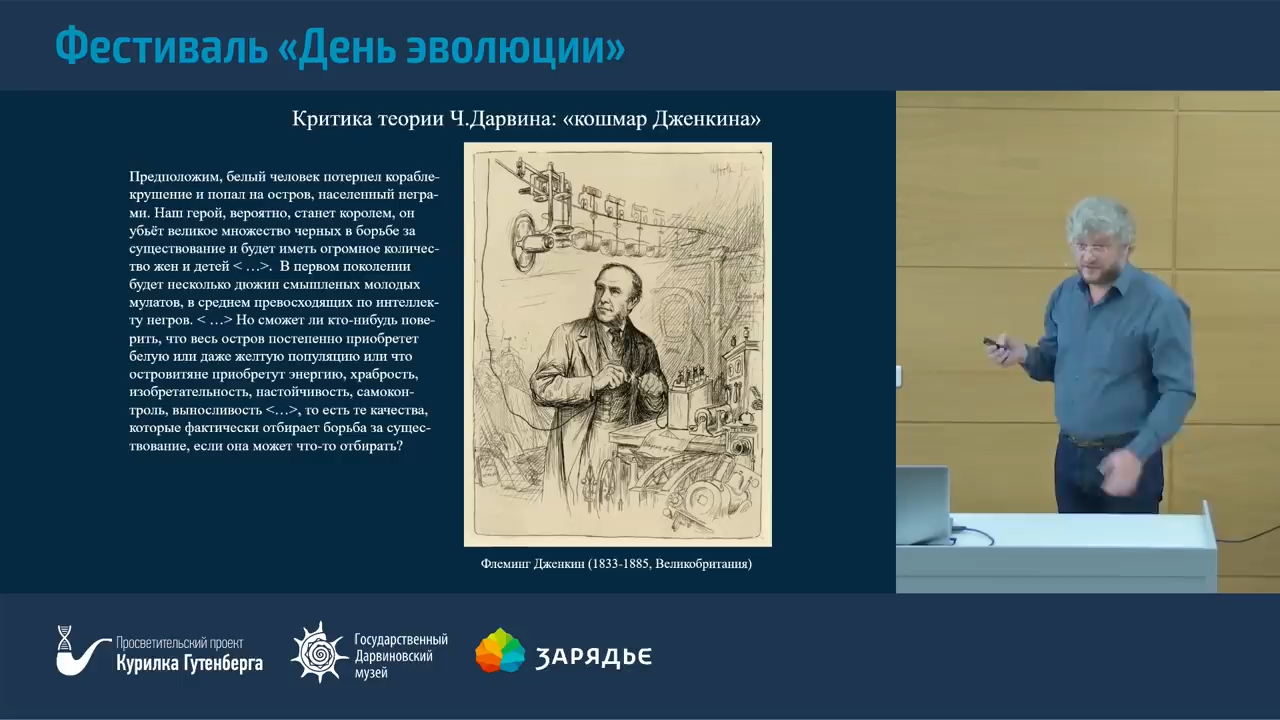 Фестиваль «День эволюции»
Критика теории Ч.Дарвина: «кошмар Дженкина»
Предположим, белый человек потерпел корабле-
крушение и попал на остров, населенный негра-
ми. Наш герой, вероятно, станет королем, он
убьёт великое множество черных в борьбе за
существование и будет иметь огромное количес-
тво жен и детей < …>. В первом поколении
будет несколько дюжин смышленых молодых
мулатов, в среднем превосходящих по интеллек-
ту негров. < …> Но сможет ли кто-нибудь пове-
рить, что весь остров постепенно приобретет
белую или даже желтую популяцию или что
островитяне приобретут энергию, храбрость,
изобретательность, настойчивость, самокон-
троль, выносливость <…>, то есть те качества,
которые фактически отбирает борьба за сущес-
твование, если она может что-то отбирать?
Флеминг Дженкин (1833-1885, Великобритания)
Просветительский проект
Курилка Гутенберга
Государственный
Дарвиновский
музей
ЗАРЯДЬЕ